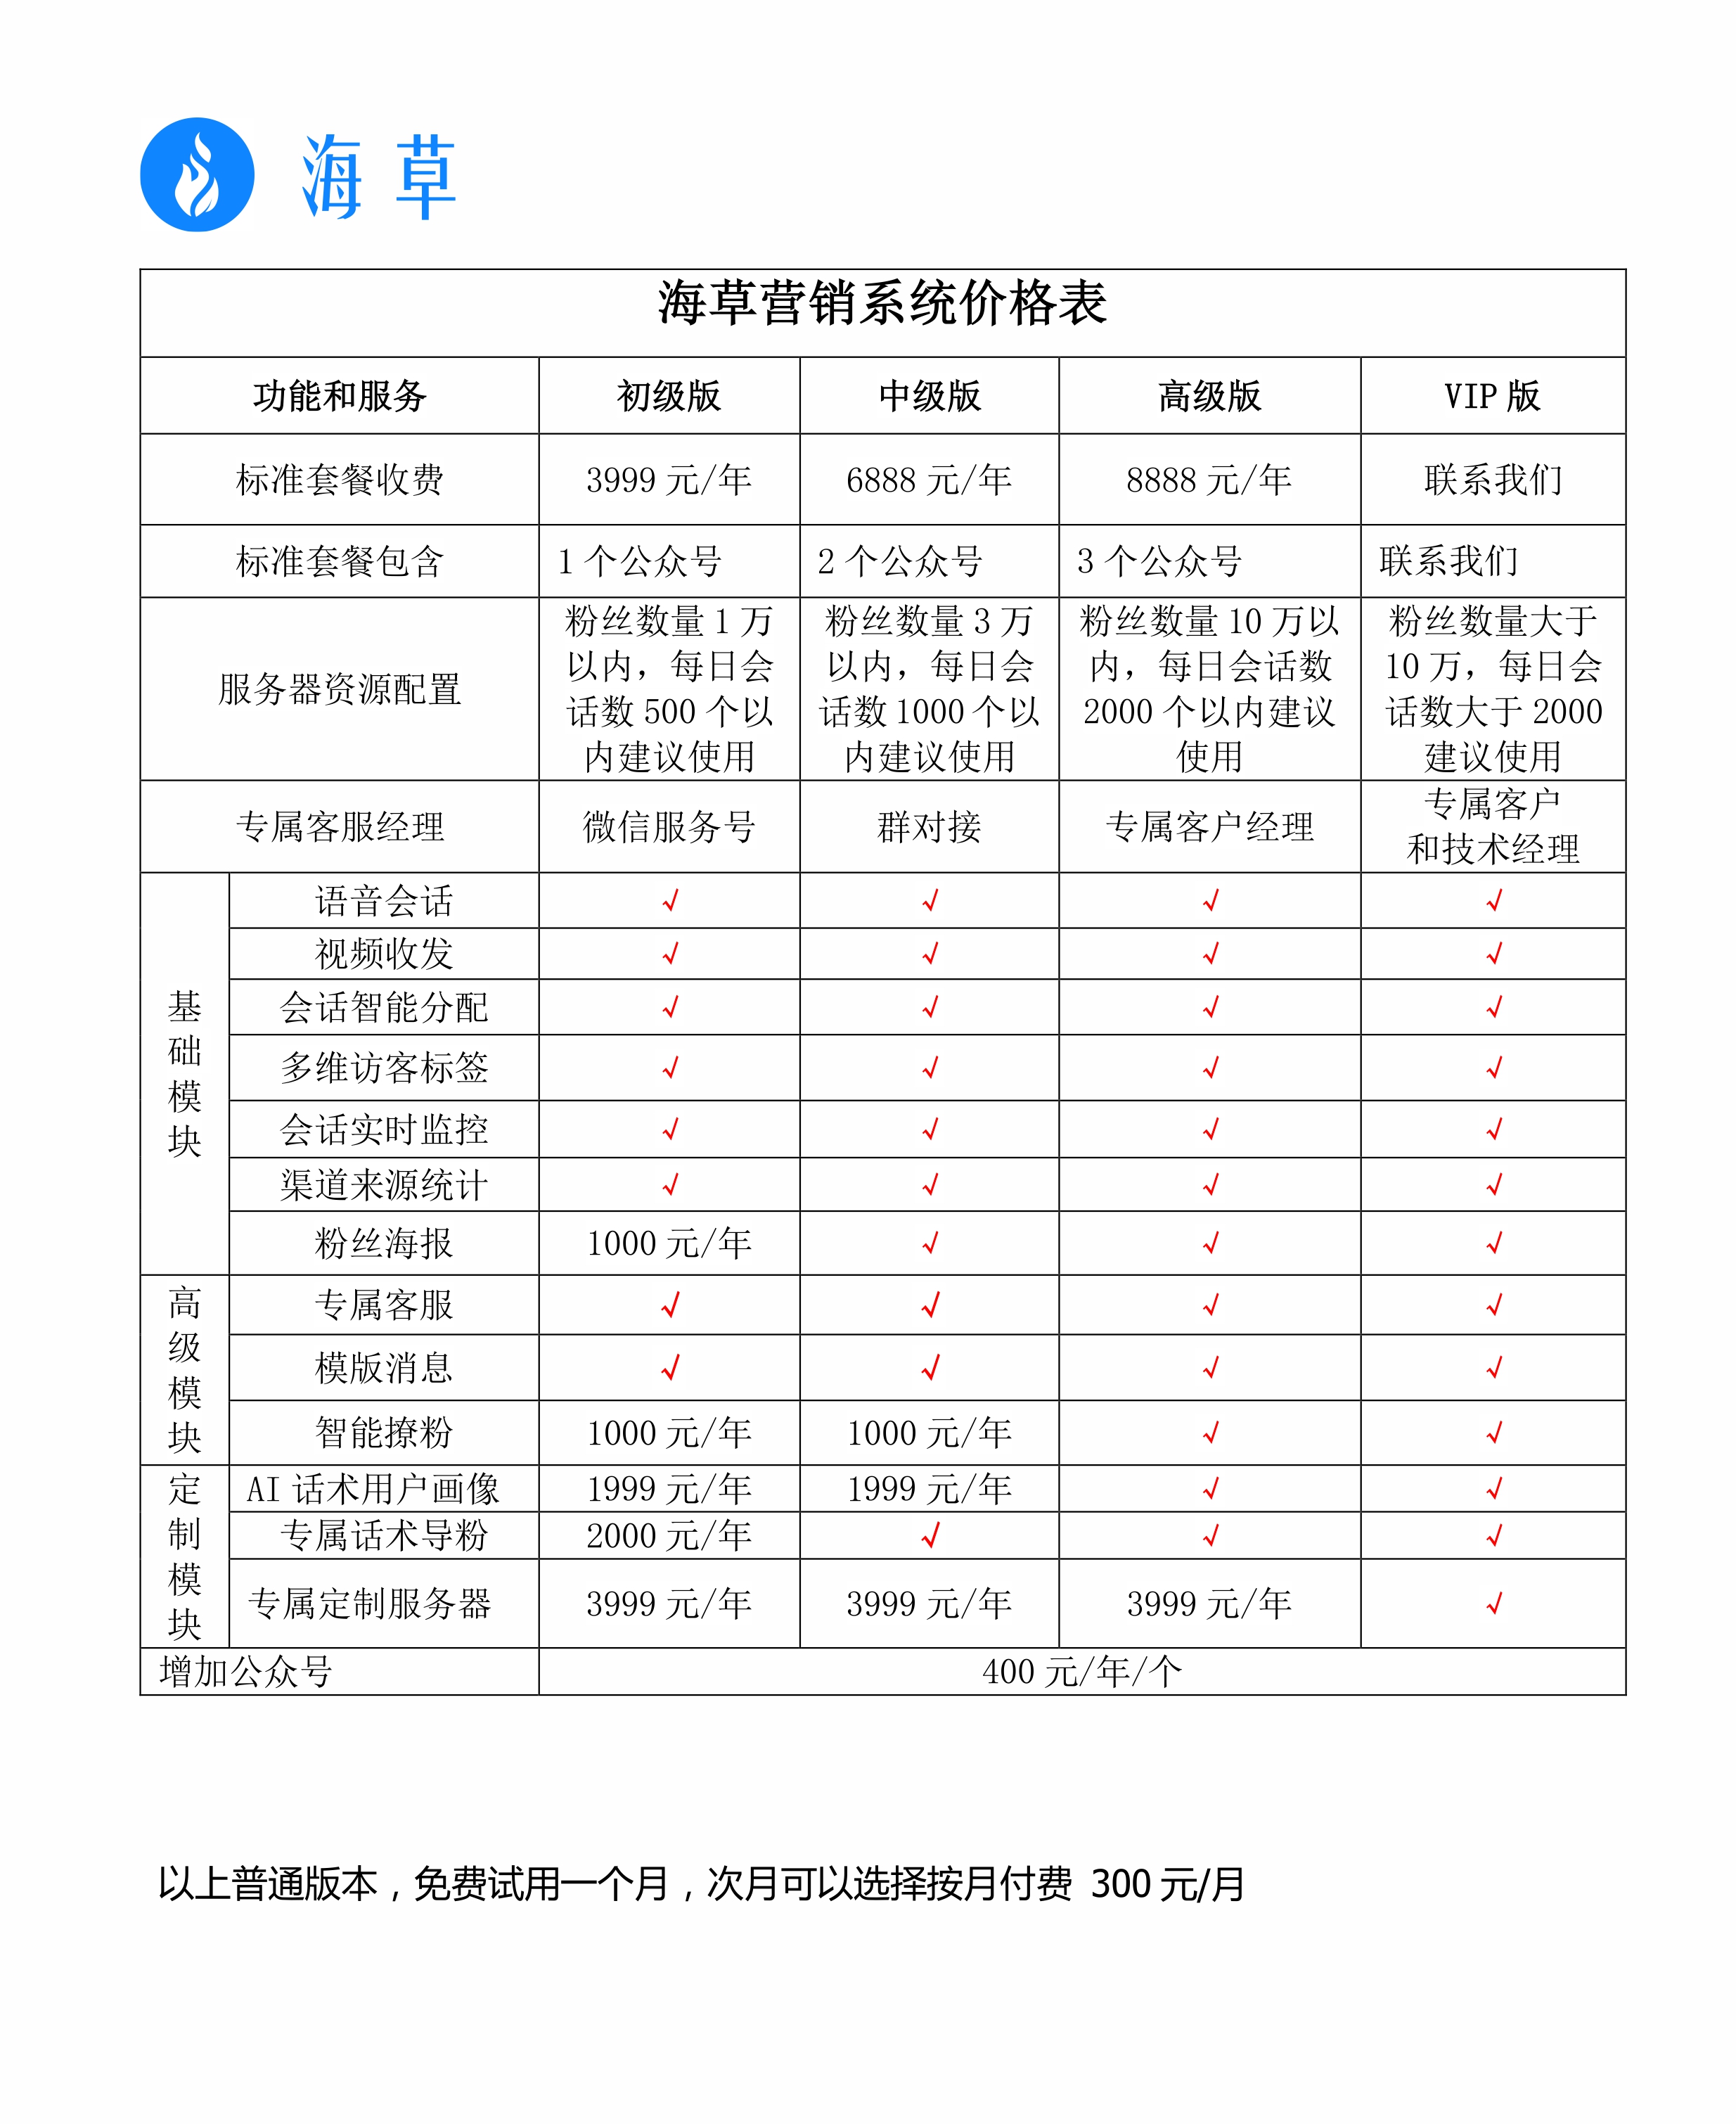 海草
海草营销系统价格表
功能和服务 初级版 中级版 高级版 VIP 版
标准套餐收费 3999 元/年 6888 元/年 8888 元/年 联系我们
标准套餐包含 1 个公众号 2 个公众号 3 个公众号 联系我们
服务器资源配置
粉丝数量 1 万
以内，每日会
话数 500 个以
内建议使用
粉丝数量 3 万
以内，每日会
话数 1000 个以
内建议使用
粉丝数量 10 万以
内，每日会话数
2000 个以内建议
使用
粉丝数量大于
10 万，每日会
话数大于 2000
建议使用
专属客服经理 微信服务号 群对接 专属客户经理
专属客户
和技术经理
基
础
模
块
语音会话 √ √ √ √
视频收发 √ √ √ √
会话智能分配 √ √ √ √
多维访客标签 √ √ √ √
会话实时监控 √ √ √ √
渠道来源统计 √ √ √ √
粉丝海报 1000 元/年 √ √ √
高
级
模
块
专属客服 √ √ √ √
模版消息 √ √ √ √
智能撩粉 1000 元/年 1000 元/年 √ √
定
制
模
块
AI 话术用户画像 1999 元/年 1999 元/年 √ √
专属话术导粉 2000 元/年 √ √ √
专属定制服务器 3999 元/年 3999 元/年 3999 元/年 √
增加公众号 400 元/年/个
以上普通版本，免费试用一个月，次月可以选择按月付费 300 元/月